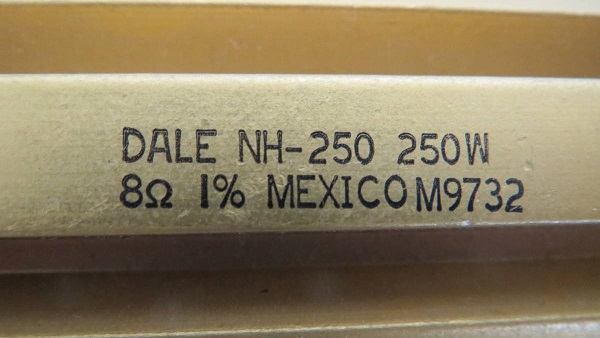 DALE NH-250 250W
8Ω 1% MEXICO M9732